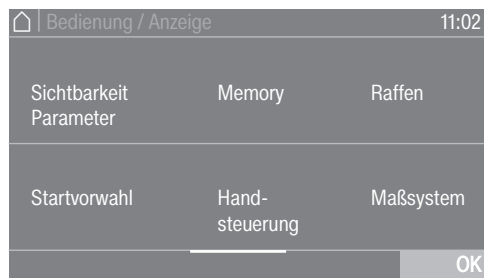 Bedienung / Anzeige 11:02
Sichtbarkeit Parameter
Memory
Raffen
Startvorwahl
Hand-
steuerung
Maßsystem
OK